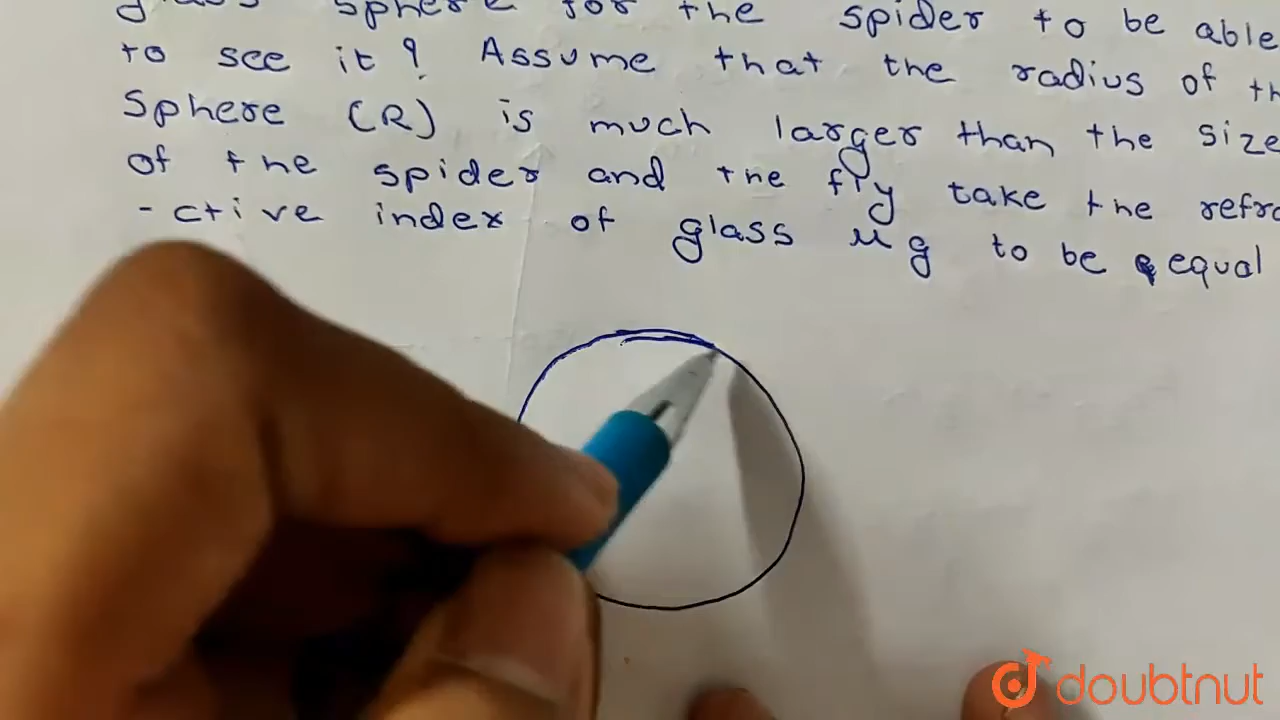 glass sphere for the spider to be able
to see it? Assume that the radius of th
Sphere (R) is much larger than the size
of the spider and the fly take the refra
-ctive index of glass μg to be equal
doubtnut